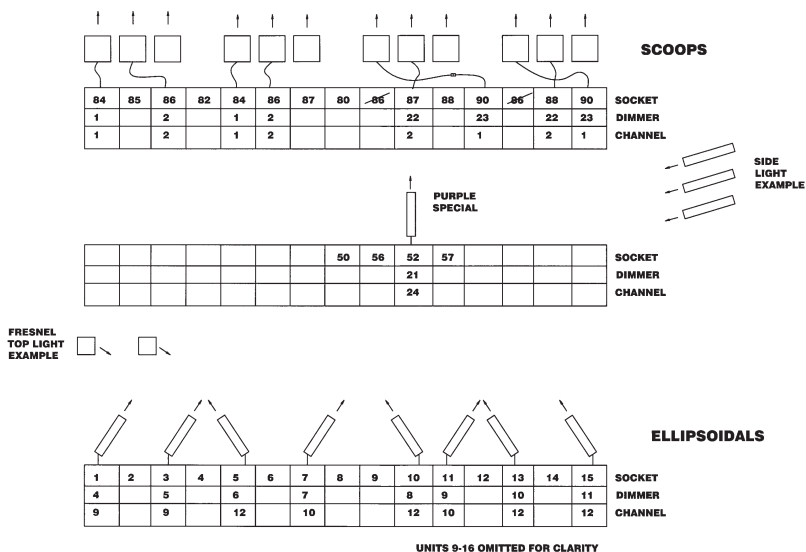 SCOOPS
84 85 86 82 84 86 87 80 86 87 88 90 86 88 90 SOCKET
1 2 1 2 22 23 22 23 DIMMER
1 2 1 2 2 1 2 1 CHANNEL
SIDE
LIGHT
EXAMPLE
PURPLE
SPECIAL
50 56 52 57 SOCKET
21 DIMMER
24 CHANNEL
FRESNEL
TOP LIGHT
EXAMPLE
ELLIPSOIDALS
1 2 3 4 5 6 7 8 9 10 11 12 13 14 15 SOCKET
4 5 6 7 8 9 10 11 DIMMER
9 9 12 10 12 10 12 12 CHANNEL
UNITS 9-16 OMITTED FOR CLARITY